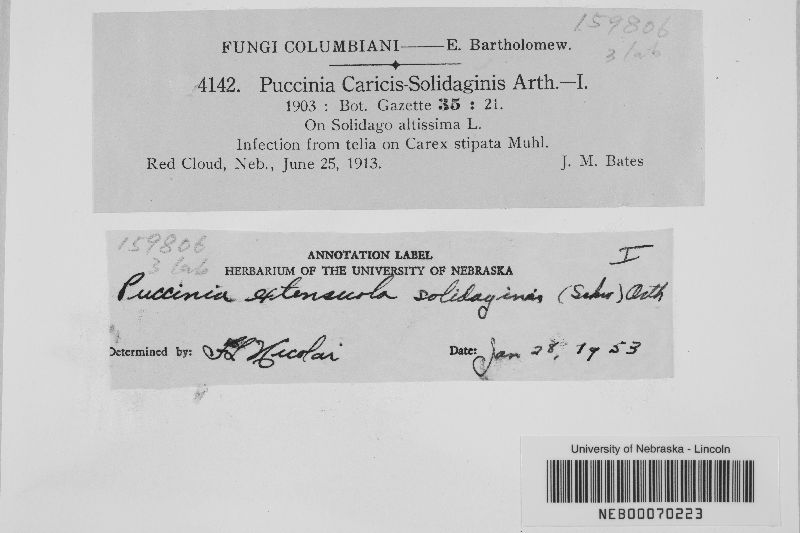 159806
3 lab
FUNGI COLUMBIANI—E. Bartholomew.
4142. Puccinia Caricis-Solidaginis Arth.—I.
1903 : Bot. Gazette 35 : 21.
On Solidago altissima L.
Infection from telia on Carex stipata Muhl.
Red Cloud, Neb., June 25, 1913. J. M. Bates
159806
3 lab
ANNOTATION LABEL I
HERBARIUM OF THE UNIVERSITY OF NEBRASKA
Puccinia extensicola solidaginis (Schw) Arth
Determined by: FL Nicolai Date: Jan 28, 1953
University of Nebraska - Lincoln
NEB00070223